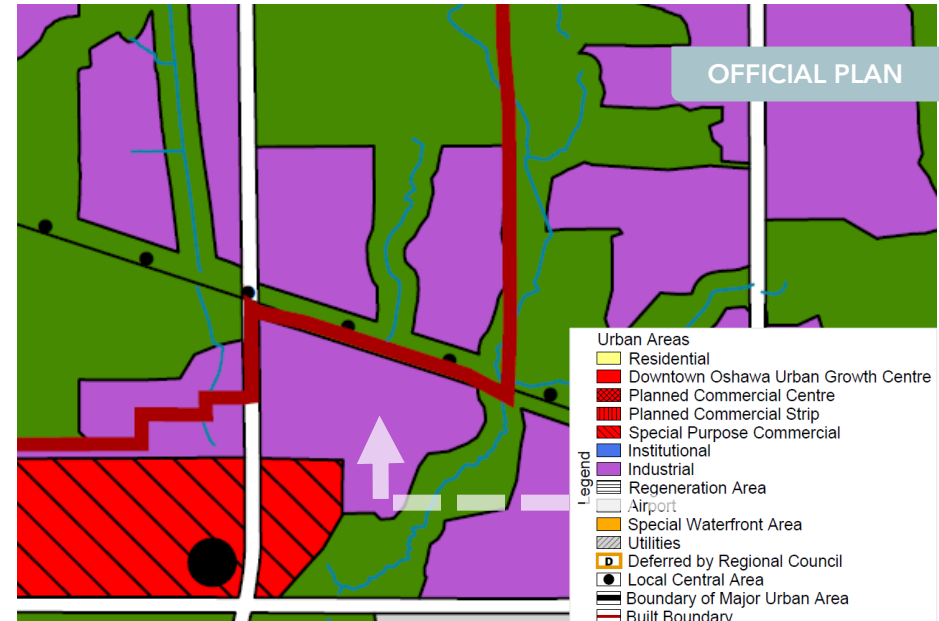 OFFICIAL PLAN
Legend
Urban Areas
Residential
Downtown Oshawa Urban Growth Centre
Planned Commercial Centre
Planned Commercial Strip
Special Purpose Commercial
Institutional
Industrial
Regeneration Area
Airport
Special Waterfront Area
Utilities
D Deferred by Regional Council
Local Central Area
Boundary of Major Urban Area
Built Boundary